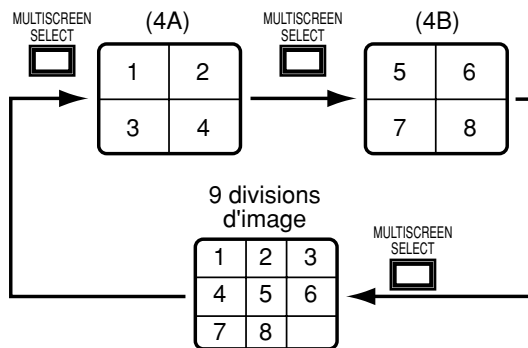 MULTISCREEN
SELECT
(4A)
1 2
3 4
MULTISCREEN
SELECT
(4B)
5 6
7 8
9 divisions
d'image
1 2 3
4 5 6
7 8
MULTISCREEN
SELECT